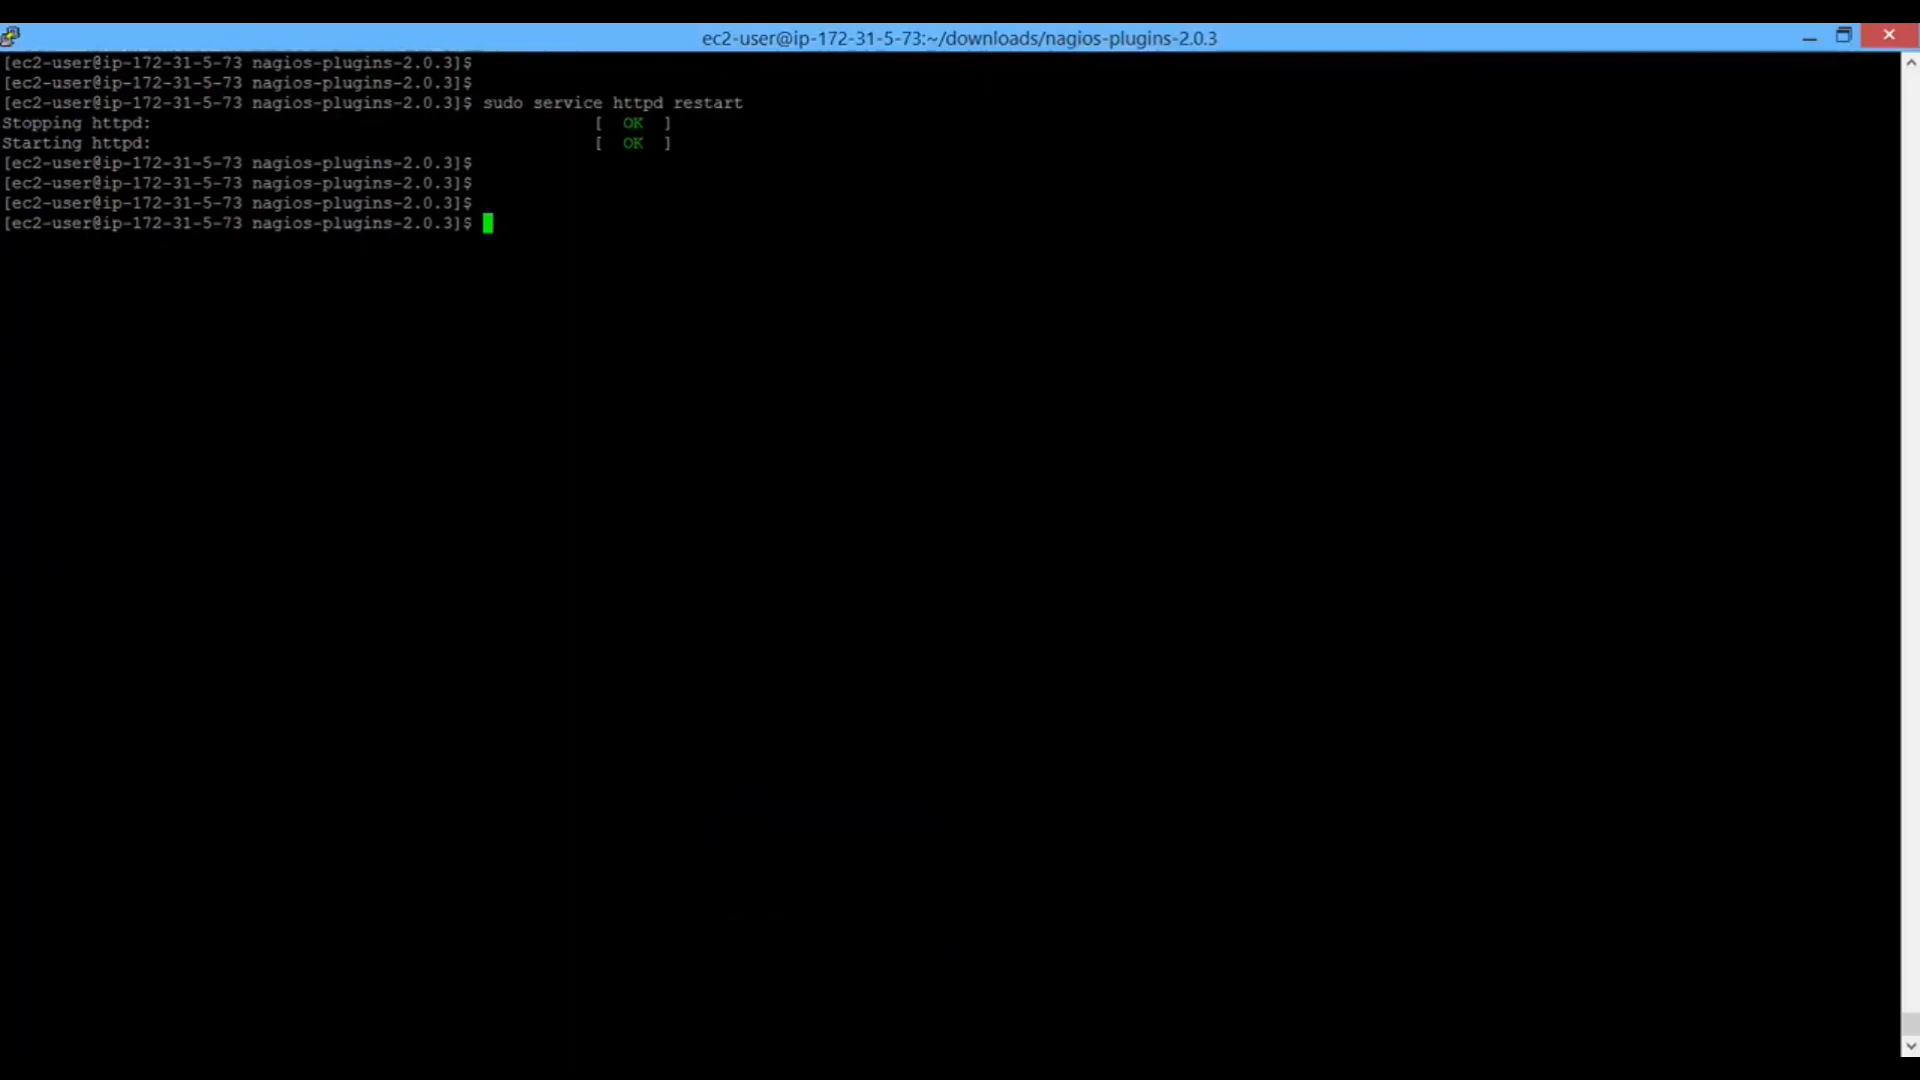 ec2-user@ip-172-31-5-73:~/downloads/nagios-plugins-2.0.3
[ec2-user@ip-172-31-5-73 nagios-plugins-2.0.3]$
[ec2-user@ip-172-31-5-73 nagios-plugins-2.0.3]$
[ec2-user@ip-172-31-5-73 nagios-plugins-2.0.3]$ sudo service httpd restart
Stopping httpd: [ OK ]
Starting httpd: [ OK ]
[ec2-user@ip-172-31-5-73 nagios-plugins-2.0.3]$
[ec2-user@ip-172-31-5-73 nagios-plugins-2.0.3]$
[ec2-user@ip-172-31-5-73 nagios-plugins-2.0.3]$
[ec2-user@ip-172-31-5-73 nagios-plugins-2.0.3]$